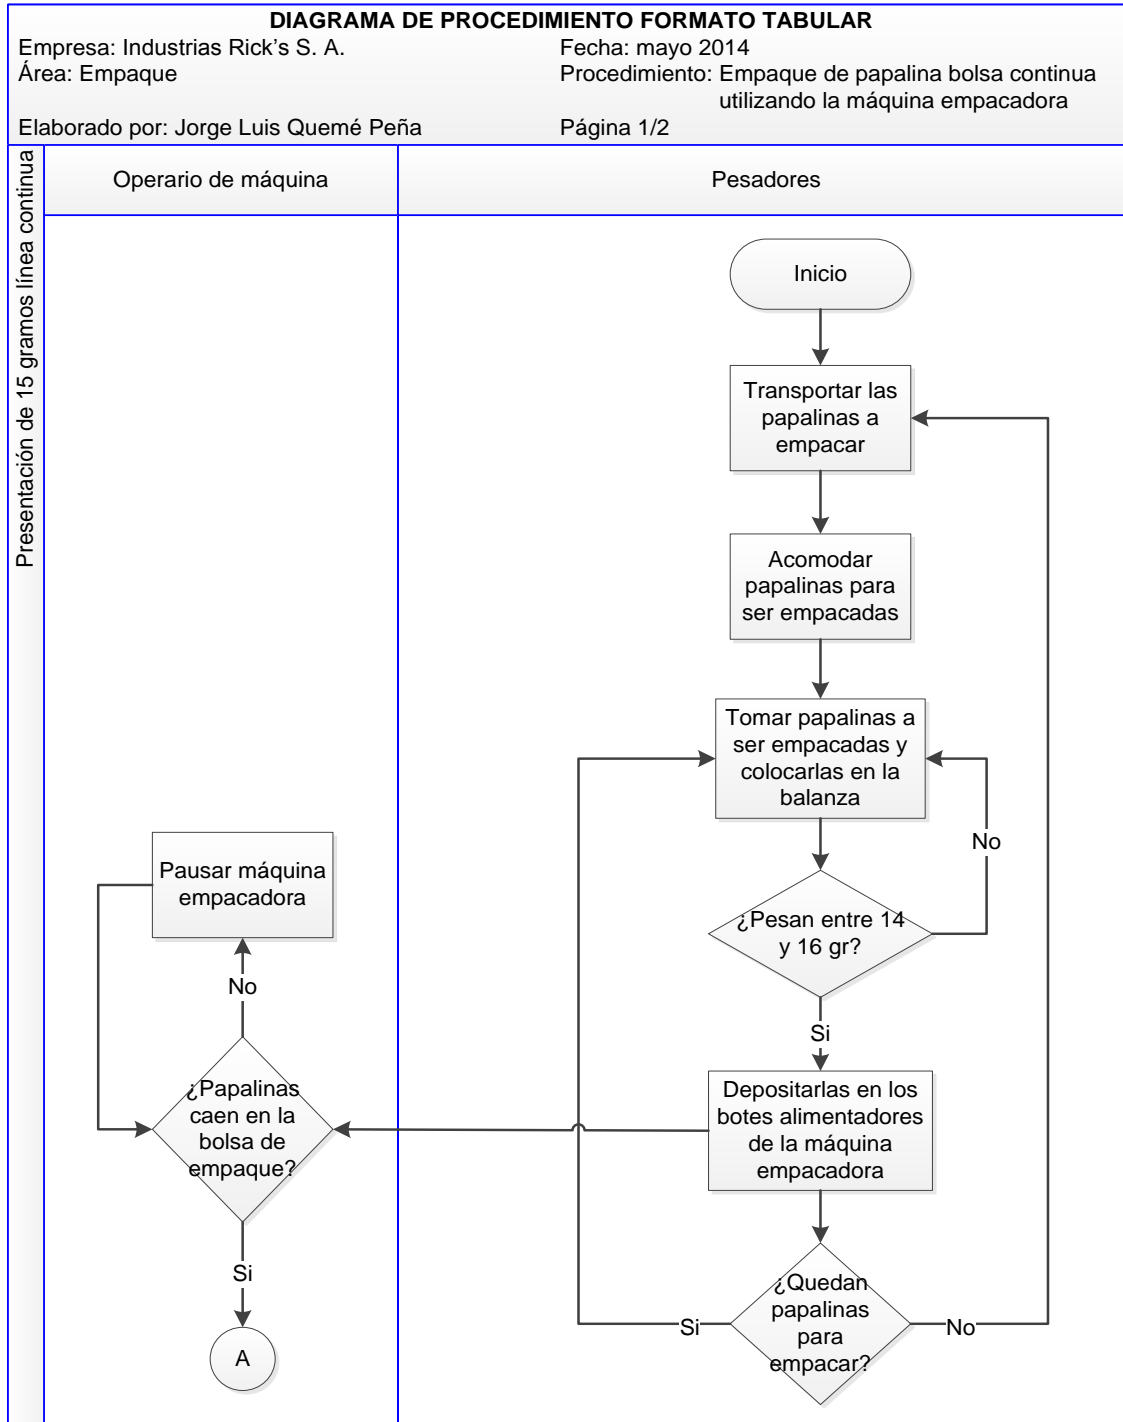 DIAGRAMA DE PROCEDIMIENTO FORMATO TABULAR
Empresa: Industrias Rick's S. A.
Fecha: mayo 2014
Área: Empaque
Procedimiento: Empaque de papalina bolsa continua
utilizando la máquina empacadora
Elaborado por: Jorge Luis Quemé Peña
Página 1/2
Presentación de 15 gramos línea continua
Operario de máquina
Pesadores
Inicio
Transportar las
papalinas a
empacar
Acomodar
papalinas para
ser empacadas
Tomar papalinas a
ser empacadas y
colocarlas en la
balanza
No
¿Pesan entre 14
y 16 gr?
Si
Depositarlas en los
botes alimentadores
de la máquina
empacadora
¿Quedan
papalinas
para
empacar?
Si
No
Pausar máquina
empacadora
No
¿Papalinas
caen en la
bolsa de
empaque?
Si
A